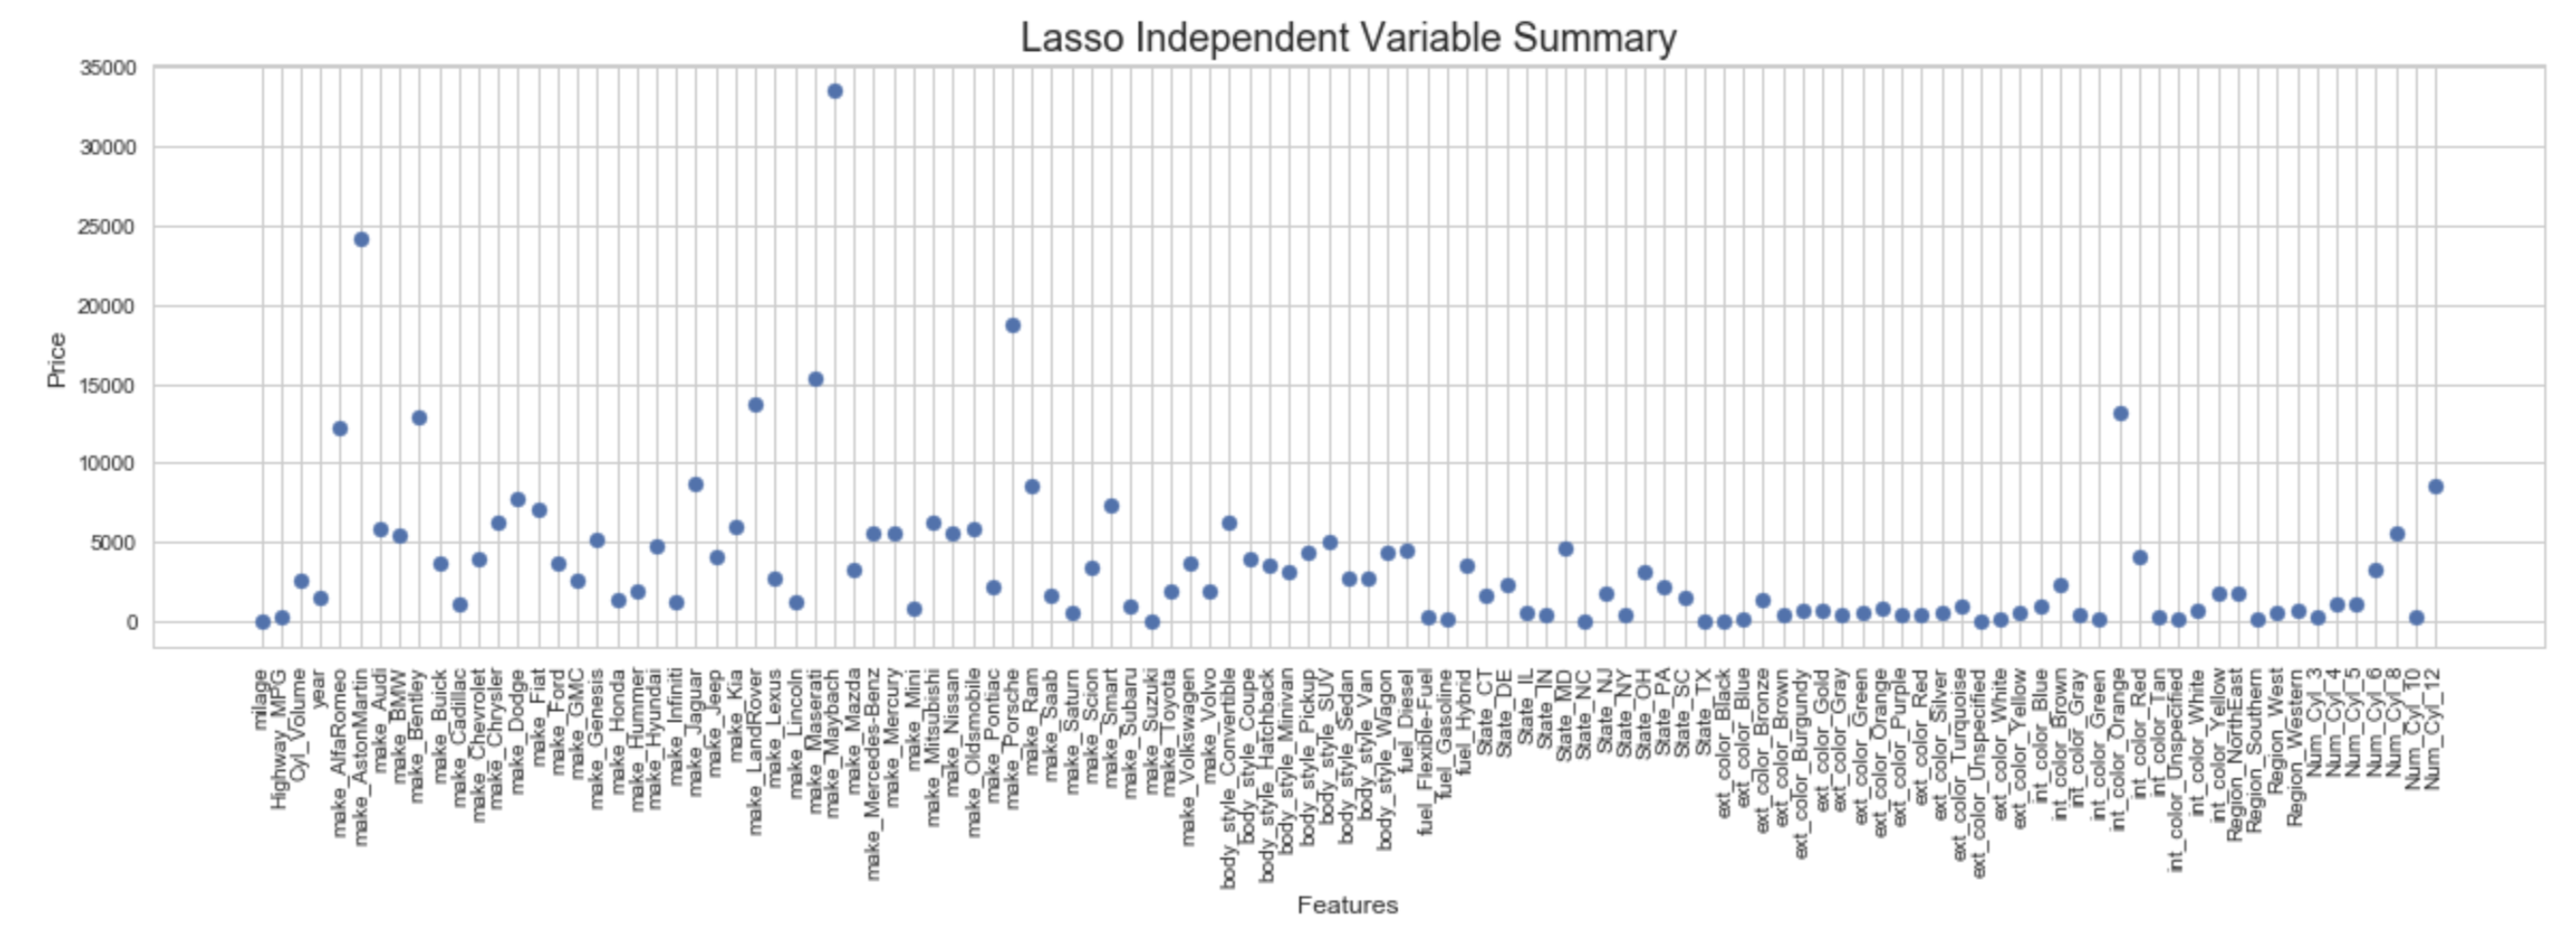 Lasso Independent Variable Summary
35000
30000
25000
20000
15000
10000
5000
0
Price
milage
Highway_MPG
Cyl_Volume
year
make_AlfaRomeo
make_AstonMartin
make_Audi
make_BMW
make_Bentley
make_Buick
make_Cadillac
make_Chevrolet
make_Chrysler
make_Dodge
make_Fiat
make_Ford
make_GMC
make_Genesis
make_Honda
make_Hummer
make_Hyundai
make_Infiniti
make_Jaguar
make_Jeep
make_Kia
make_LandRover
make_Lexus
make_Lincoln
make_Maserati
make_Maybach
make_Mazda
make_Mercedes-Benz
make_Mercury
make_Mini
make_Mitsubishi
make_Nissan
make_Oldsmobile
make_Pontiac
make_Porsche
make_Ram
make_Saab
make_Saturn
make_Scion
make_Smart
make_Subaru
make_Suzuki
make_Toyota
make_Volkswagen
make_Volvo
body_style_Convertible
body_style_Coupe
body_style_Hatchback
body_style_Minivan
body_style_Pickup
body_style_SUV
body_style_Sedan
body_style_Van
body_style_Wagon
fuel_Diesel
fuel_Flexible-Fuel
fuel_Gasoline
fuel_Hybrid
State_CT
State_DE
State_IL
State_IN
State_MD
State_NC
State_NJ
State_NY
State_OH
State_PA
State_SC
State_TX
ext_color_Black
ext_color_Blue
ext_color_Bronze
ext_color_Brown
ext_color_Burgundy
ext_color_Gold
ext_color_Gray
ext_color_Green
ext_color_Orange
ext_color_Purple
ext_color_Red
ext_color_Silver
ext_color_Turquoise
ext_color_Unspecified
ext_color_White
ext_color_Yellow
int_color_Blue
int_color_Brown
int_color_Gray
int_color_Green
int_color_Orange
int_color_Red
int_color_Tan
int_color_Unspecified
int_color_White
int_color_Yellow
Region_NorthEast
Region_Southern
Region_West
Region_Western
Num_Cyl_3
Num_Cyl_4
Num_Cyl_5
Num_Cyl_6
Num_Cyl_8
Num_Cyl_10
Num_Cyl_12
Features